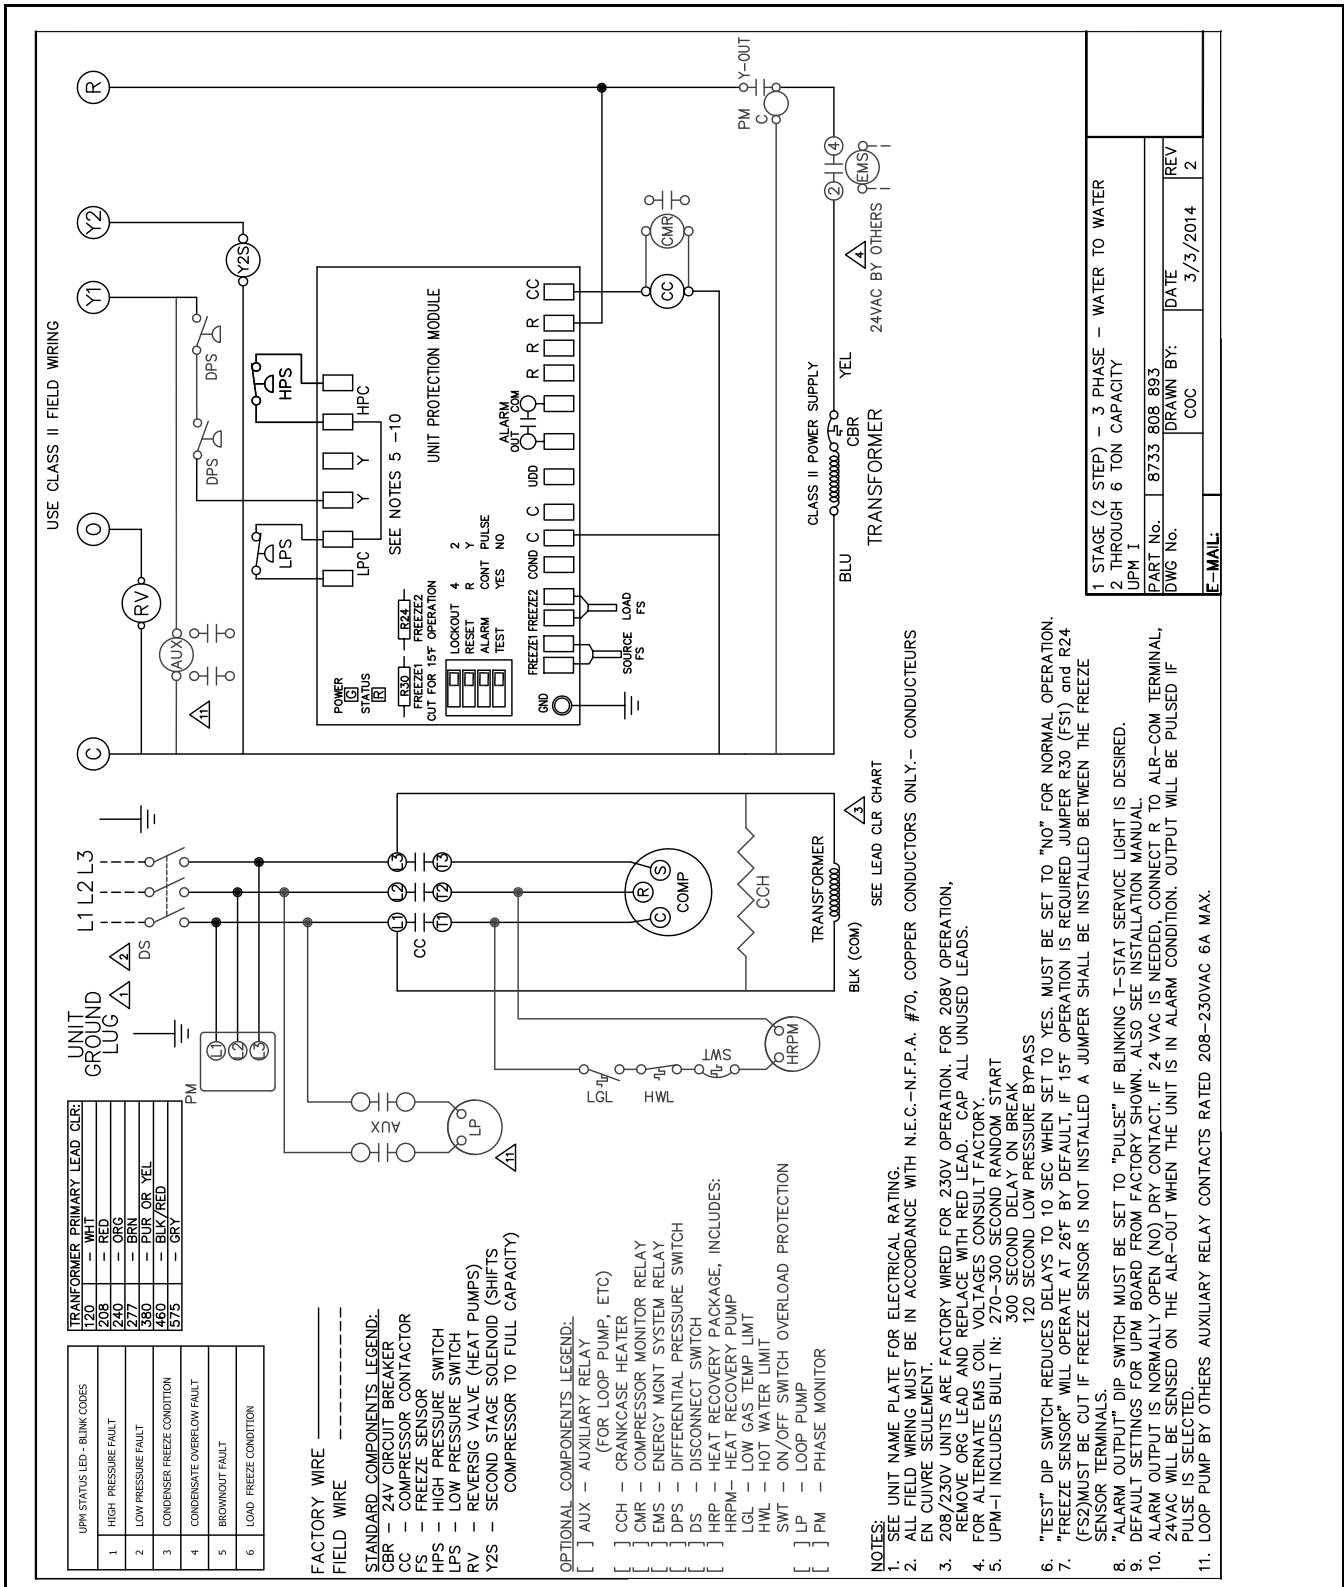 USE CLASS II FIELD WIRING
C
O
Y1
Y2
R
RV
AUX
11
DPS
DPS
Y2S
LPS
HPS
LPC
Y
Y
HPC
SEE NOTES 5 -10
UNIT PROTECTION MODULE
POWER
G
STATUS
R
R30
FREEZE1
R24
FREEZE2
CUT FOR 15°F OPERATION
LOCKOUT 4 2
RESET R Y
ALARM CONT PULSE
TEST YES NO
GND
FREEZE1
FREEZE2
COND
C
C
UDD
ALARM
OUT
COM
R
R
R
CC
SOURCE
FS
LOAD
FS
CC
CMR
PM
Y-OUT
C
2
4
EMS
4
24VAC BY OTHERS
CLASS II POWER SUPPLY
BLU
CBR
YEL
TRANSFORMER
UNIT
GROUND
LUG
1
2
DS
L1 L2 L3
PM
L1
L2
L3
L1
L2
L3
CC
T1
T2
T3
C
R
S
COMP
CCH
TRANSFORMER
BLK (COM)
3
SEE LEAD CLR CHART
AUX
LP
11
LGL
HWL
SWT
HRPM
UPM STATUS LED - BLINK CODES
1 HIGH PRESSURE FAULT
2 LOW PRESSURE FAULT
3 CONDENSER FREEZE CONDITION
4 CONDENSATE OVERFLOW FAULT
5 BROWNOUT FAULT
6 LOAD FREEZE CONDITION
TRANFORMER PRIMARY LEAD CLR:
120 – WHT
208 – RED
240 – ORG
277 – BRN
380 – PUR OR YEL
460 – BLK/RED
575 – GRY
FACTORY WIRE
FIELD WIRE
STANDARD COMPONENTS LEGEND:
CBR – 24V CIRCUIT BREAKER
CC – COMPRESSOR CONTACTOR
FS – FREEZE SENSOR
HPS – HIGH PRESSURE SWITCH
LPS – LOW PRESSURE SWITCH
RV – REVERSIG VALVE (HEAT PUMPS)
Y2S – SECOND STAGE SOLENOID (SHIFTS
COMPRESSOR TO FULL CAPACITY)
OPTIONAL COMPONENTS LEGEND:
[ ] AUX – AUXILIARY RELAY
(FOR LOOP PUMP, ETC)
[ ] CCH – CRANKCASE HEATER
[ ] CMR – COMPRESSOR MONITOR RELAY
[ ] EMS – ENERGY MGNT SYSTEM RELAY
[ ] DPS – DIFFERENTIAL PRESSURE SWITCH
[ ] DS – DISCONNECT SWITCH
[ ] HRP – HEAT RECOVERY PACKAGE, INCLUDES:
HRPM– HEAT RECOVERY PUMP
LGL – LOW GAS TEMP LIMT
HWL – HOT WATER LIMIT
SWT – ON/OFF SWITCH OVERLOAD PROTECTION
[ ] LP – LOOP PUMP
[ ] PM – PHASE MONITOR
NOTES:
1. SEE UNIT NAME PLATE FOR ELECTRICAL RATING.
2. ALL FIELD WIRING MUST BE IN ACCORDANCE WITH N.E.C.–N.F.P.A. #70, COPPER CONDUCTORS ONLY.– CONDUCTEURS
EN CUIVRE SEULEMENT.
3. 208/230V UNITS ARE FACTORY WIRED FOR 230V OPERATION. FOR 208V OPERATION,
REMOVE ORG LEAD AND REPLACE WITH RED LEAD. CAP ALL UNUSED LEADS.
4. FOR ALTERNATE EMS COIL VOLTAGES CONSULT FACTORY.
5. UPM–I INCLUDES BUILT IN: 270–300 SECOND RANDOM START
300 SECOND DELAY ON BREAK
120 SECOND LOW PRESSURE BYPASS
6. "TEST" DIP SWITCH REDUCES DELAYS TO 10 SEC WHEN SET TO YES. MUST BE SET TO "NO" FOR NORMAL OPERATION.
7. "FREEZE SENSOR" WILL OPERATE AT 26°F BY DEFAULT, IF 15°F OPERATION IS REQUIRED JUMPER R30 (FS1) and R24
(FS2)MUST BE CUT IF FREEZE SENSOR IS NOT INSTALLED A JUMPER SHALL BE INSTALLED BETWEEN THE FREEZE
SENSOR TERMINALS.
8. "ALARM OUTPUT" DIP SWITCH MUST BE SET TO "PULSE" IF BLINKING T–STAT SERVICE LIGHT IS DESIRED.
9. DEFAULT SETTINGS FOR UPM BOARD FROM FACTORY SHOWN. ALSO SEE INSTALLATION MANUAL.
10. ALARM OUTPUT IS NORMALLY OPEN (NO) DRY CONTACT. IF 24 VAC IS NEEDED, CONNECT R TO ALR–COM TERMINAL,
24VAC WILL BE SENSED ON THE ALR–OUT WHEN THE UNIT IS IN ALARM CONDITION. OUTPUT WILL BE PULSED IF
PULSE IS SELECTED.
11. LOOP PUMP BY OTHERS AUXILIARY RELAY CONTACTS RATED 208–230VAC 6A MAX.
1 STAGE (2 STEP) – 3 PHASE – WATER TO WATER
2 THROUGH 6 TON CAPACITY
UPM I
PART No. 8733 808 893
DWG No.
DRAWN BY: COC
DATE 3/3/2014
REV 2
E–MAIL: